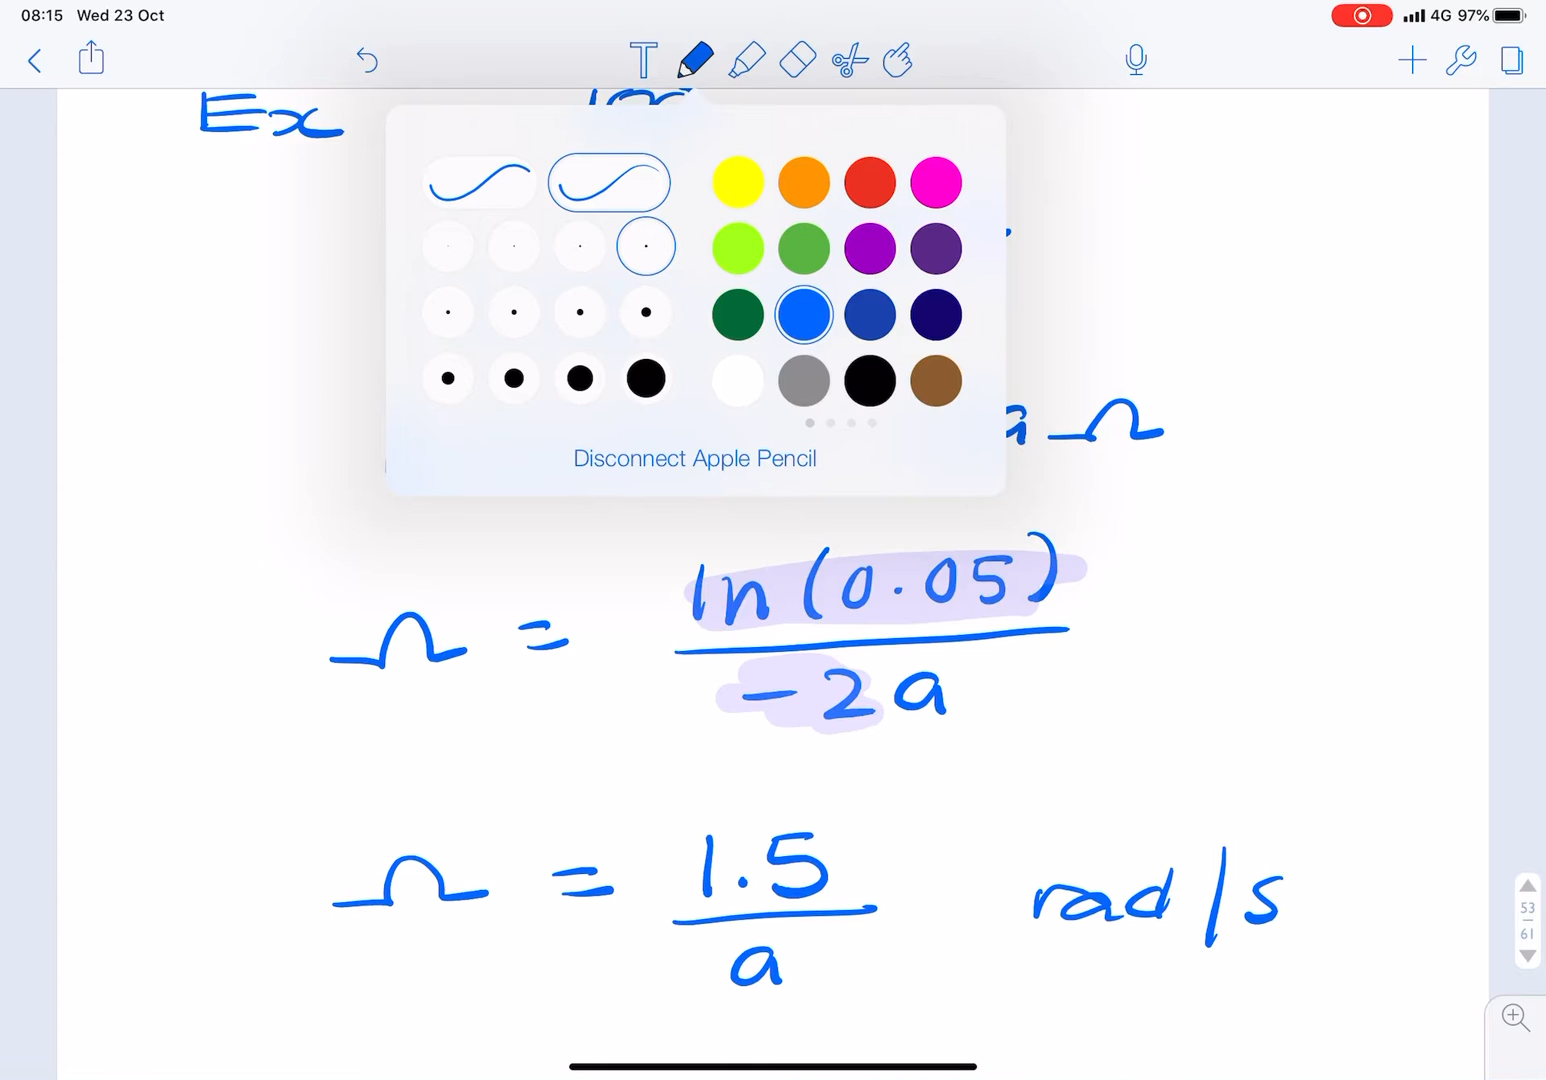 08:15 Wed 23 Oct 4G 97%
T
Ex
Disconnect Apple Pencil
a Ω
Ω = ln(0.05) / -2a
Ω = 1.5 / a rad/s
53
61